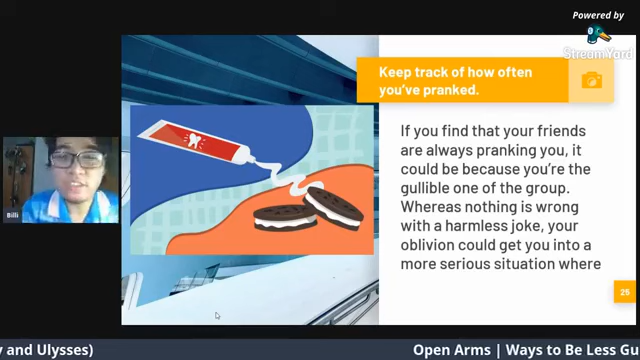 Powered by
StreamYard
Keep track of how often
you've pranked.
If you find that your friends
are always pranking you, it
could be because you're the
gullible one of the group.
Whereas nothing is wrong
with a harmless joke, your
oblivion could get you into a
more serious situation where
Billi
26
y and Ulysses)
Open Arms | Ways to Be Less Gu